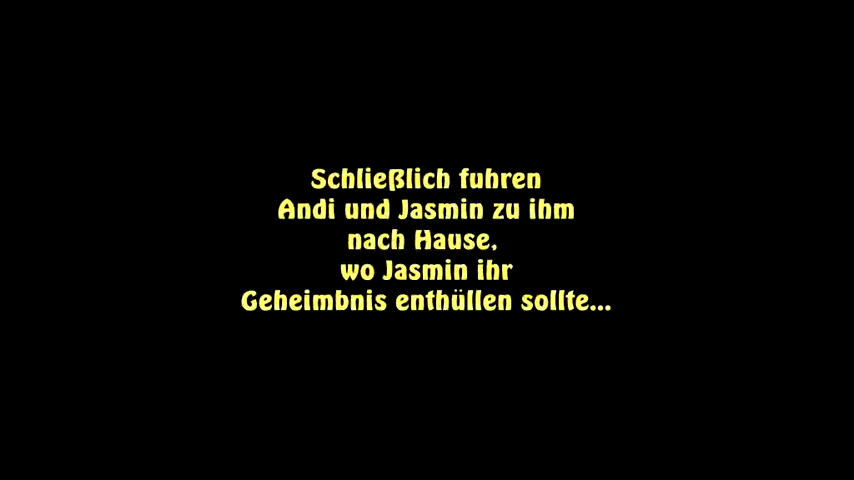 Schließlich fuhren
Andi und Jasmin zu ihm
nach Hause,
wo Jasmin ihr
Geheimbnis enthüllen sollte...